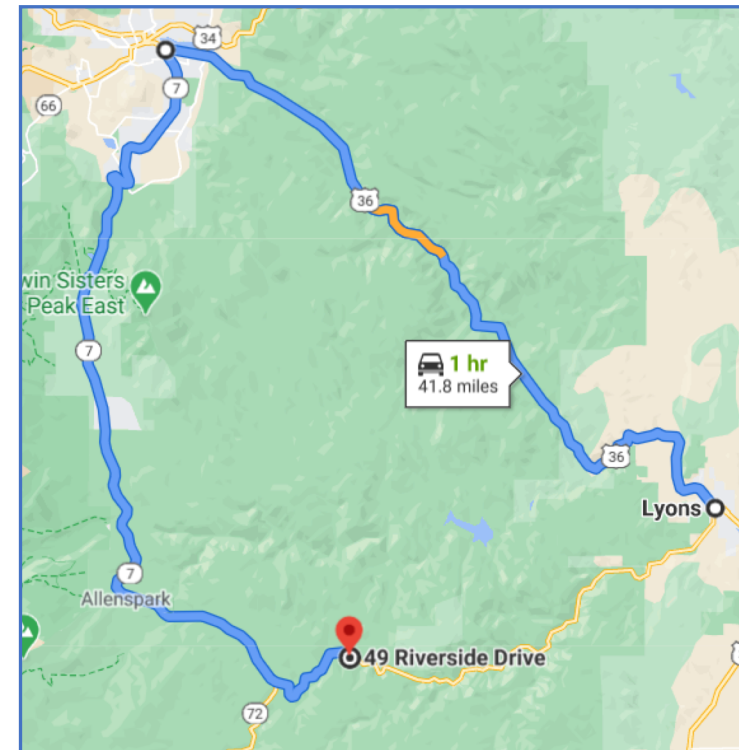 34
7
66
36
win Sisters
Peak East
7
1 hr
41.8 miles
36
Lyons
7
Allenspark
49 Riverside Drive
72